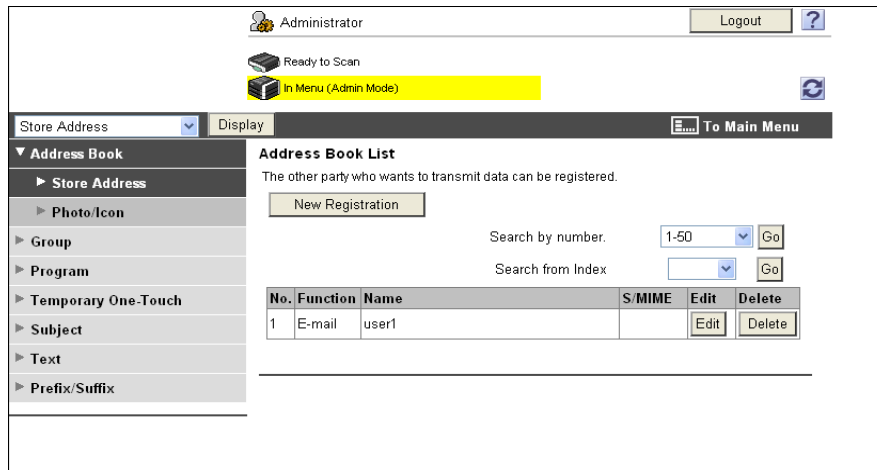 Administrator
Logout
?
Ready to Scan
In Menu (Admin Mode)
Store Address
Display
To Main Menu
Address Book
Store Address
Photo/Icon
Group
Program
Temporary One-Touch
Subject
Text
Prefix/Suffix
Address Book List
The other party who wants to transmit data can be registered.
New Registration
Search by number. 1-50 Go
Search from Index Go
No. Function Name S/MIME Edit Delete
1 E-mail user1 Edit Delete